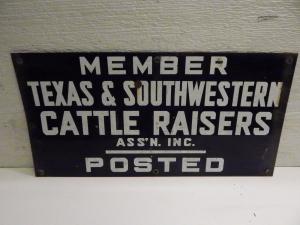 MEMBER
TEXAS & SOUTHWESTERN
CATTLE RAISERS
ASS'N. INC.
POSTED